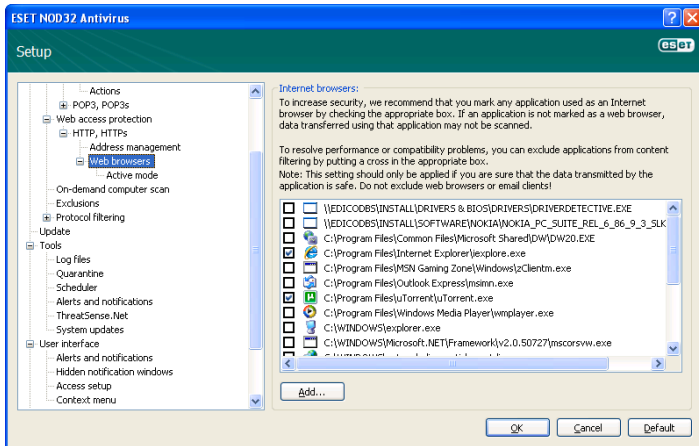 ESET NOD32 Antivirus
Setup
eset
Actions
POP3, POP3s
Web access protection
HTTP, HTTPs
Address management
Web browsers
Active mode
On-demand computer scan
Exclusions
Protocol filtering
Update
Tools
Log files
Quarantine
Scheduler
Alerts and notifications
ThreatSense.Net
System updates
User interface
Alerts and notifications
Hidden notification windows
Access setup
Context menu
Internet browsers:
To increase security, we recommend that you mark any application used as an Internet
browser by checking the appropriate box. If an application is not marked as a web browser,
data transferred using that application may not be scanned.
To resolve performance or compatibility problems, you can exclude applications from content
filtering by putting a cross in the appropriate box.
Note: This setting should only be applied if you are sure that the data transmitted by the
application is safe. Do not exclude web browsers or email clients!
\\EDICODBS\INSTALL\DRIVERS & BIOS\DRIVERS\DRIVERDETECTIVE.EXE
\\EDICODBS\INSTALL\SOFTWARE\NOKIA\NOKIA_PC_SUITE_REL_6_86_9_3_SLK
C:\Program Files\Common Files\Microsoft Shared\DW\DW20.EXE
C:\Program Files\Internet Explorer\iexplore.exe
C:\Program Files\MSN Gaming Zone\Windows\zClientm.exe
C:\Program Files\Outlook Express\msimn.exe
C:\Program Files\uTorrent\uTorrent.exe
C:\Program Files\Windows Media Player\wmplayer.exe
C:\WINDOWS\explorer.exe
C:\WINDOWS\Microsoft.NET\Framework\v2.0.50727\mscorsvw.exe
Add...
OK
Cancel
Default